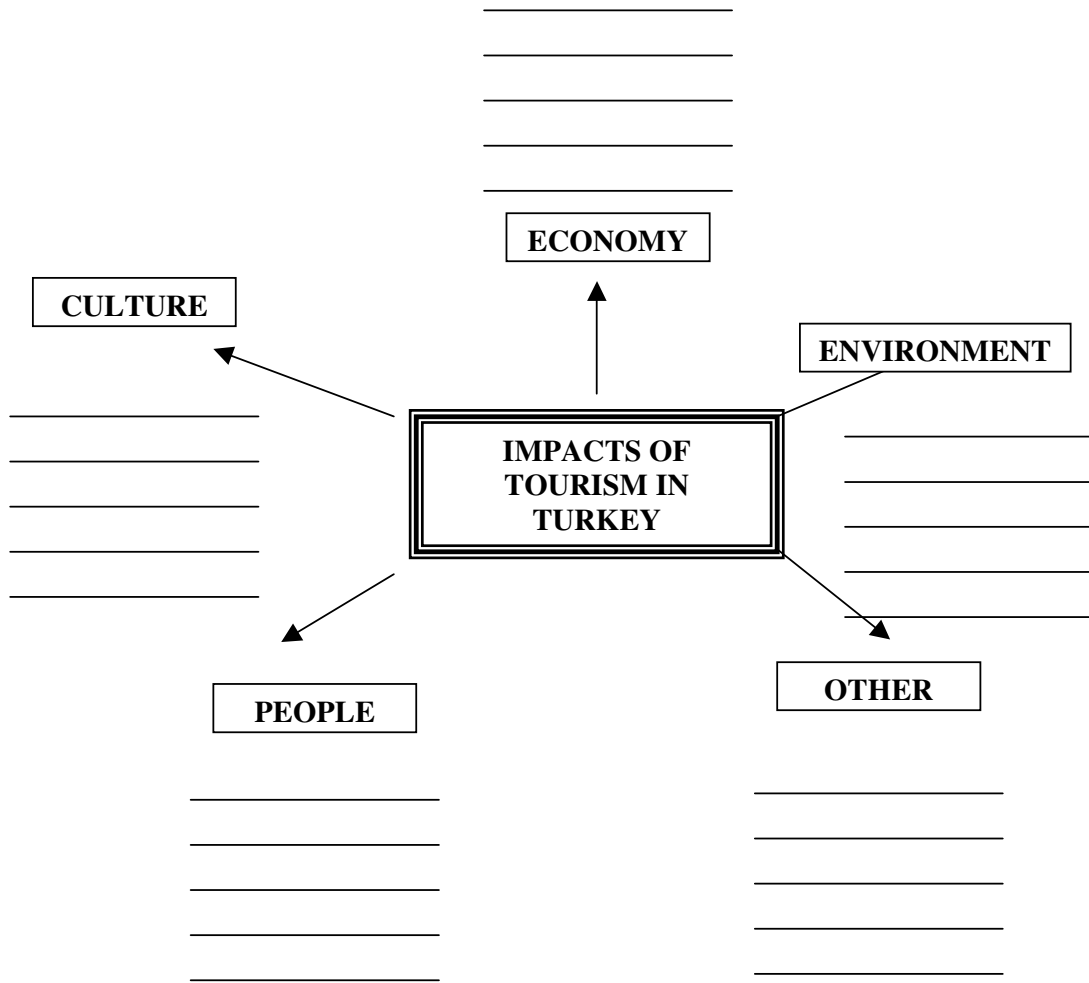 ECONOMY
CULTURE
ENVIRONMENT
IMPACTS OF
TOURISM IN
TURKEY
PEOPLE
OTHER